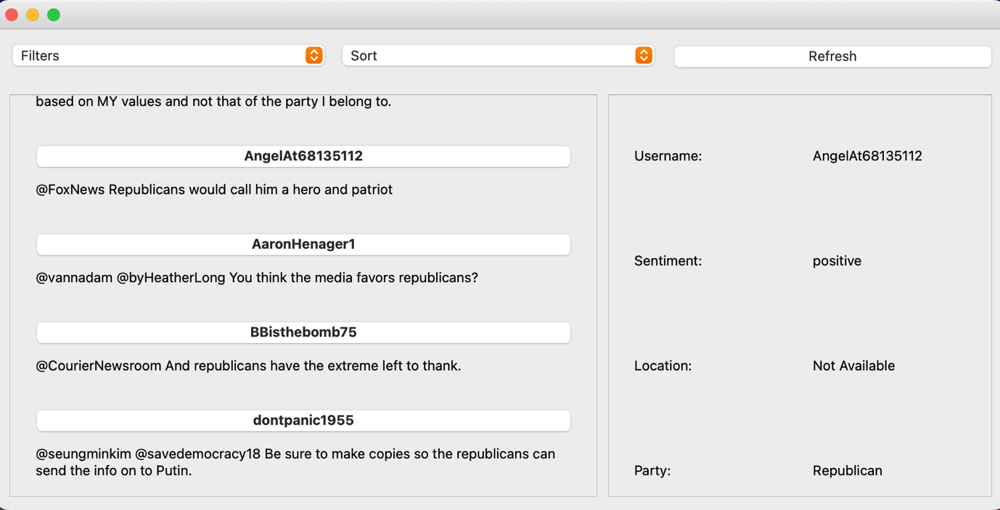 Filters
Sort
Refresh
based on MY values and not that of the party I belong to.
AngelAt68135112
@FoxNews Republicans would call him a hero and patriot
AaronHenager1
@vannadam @byHeatherLong You think the media favors republicans?
BBisthebomb75
@CourierNewsroom And republicans have the extreme left to thank.
dontpanic1955
@seungminkim @savedemocracy18 Be sure to make copies so the republicans can
send the info on to Putin.
Username: AngelAt68135112
Sentiment: positive
Location: Not Available
Party: Republican